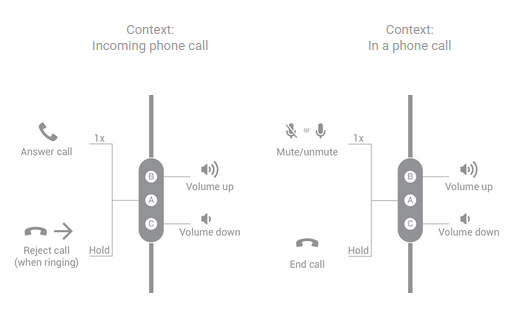 Context:
Incoming phone call
1x
Answer call
B
Volume up
A
C
Volume down
Hold
Reject call
(when ringing)
Context:
In a phone call
or
1x
Mute/unmute
B
Volume up
A
C
Volume down
Hold
End call